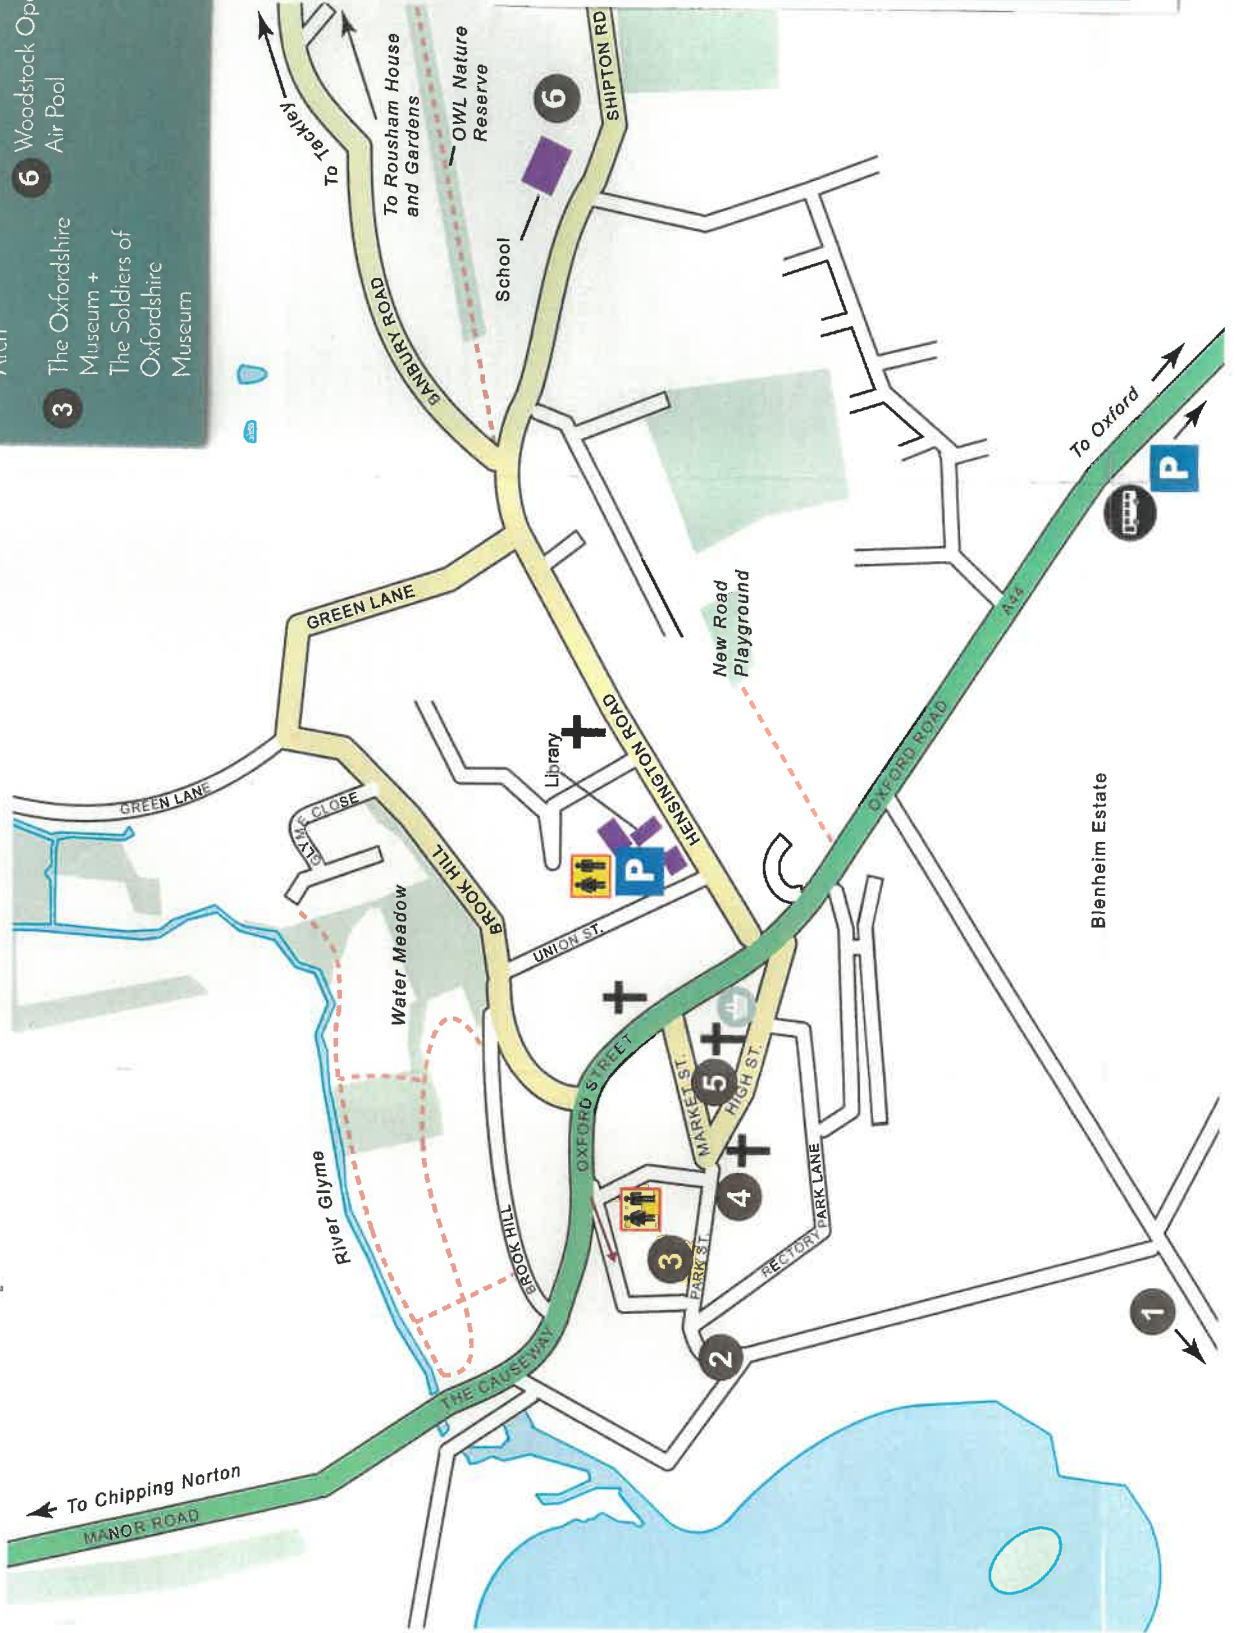 3
The Oxfordshire
Museum +
The Soldiers of
Oxfordshire
Museum
6
Woodstock Ope
Air Pool
To Tackley
To Rousham House
and Gardens
OWL Nature
Reserve
6
SHIPTON RD
School
BANBURY ROAD
GREEN LANE
GREEN LANE
GLYME CLOSE
HENSINGTON ROAD
Library
P
New Road
Playground
To Oxford
P
A44
OXFORD ROAD
Blenheim Estate
BROOK HILL
Water Meadow
UNION ST.
River Glyme
OXFORD STREET
MARKET ST.
5
HIGH ST.
4
3
PARK ST.
RECTORY PARK LANE
BROOK HILL
2
1
THE CAUSEWAY
To Chipping Norton
MANOR ROAD